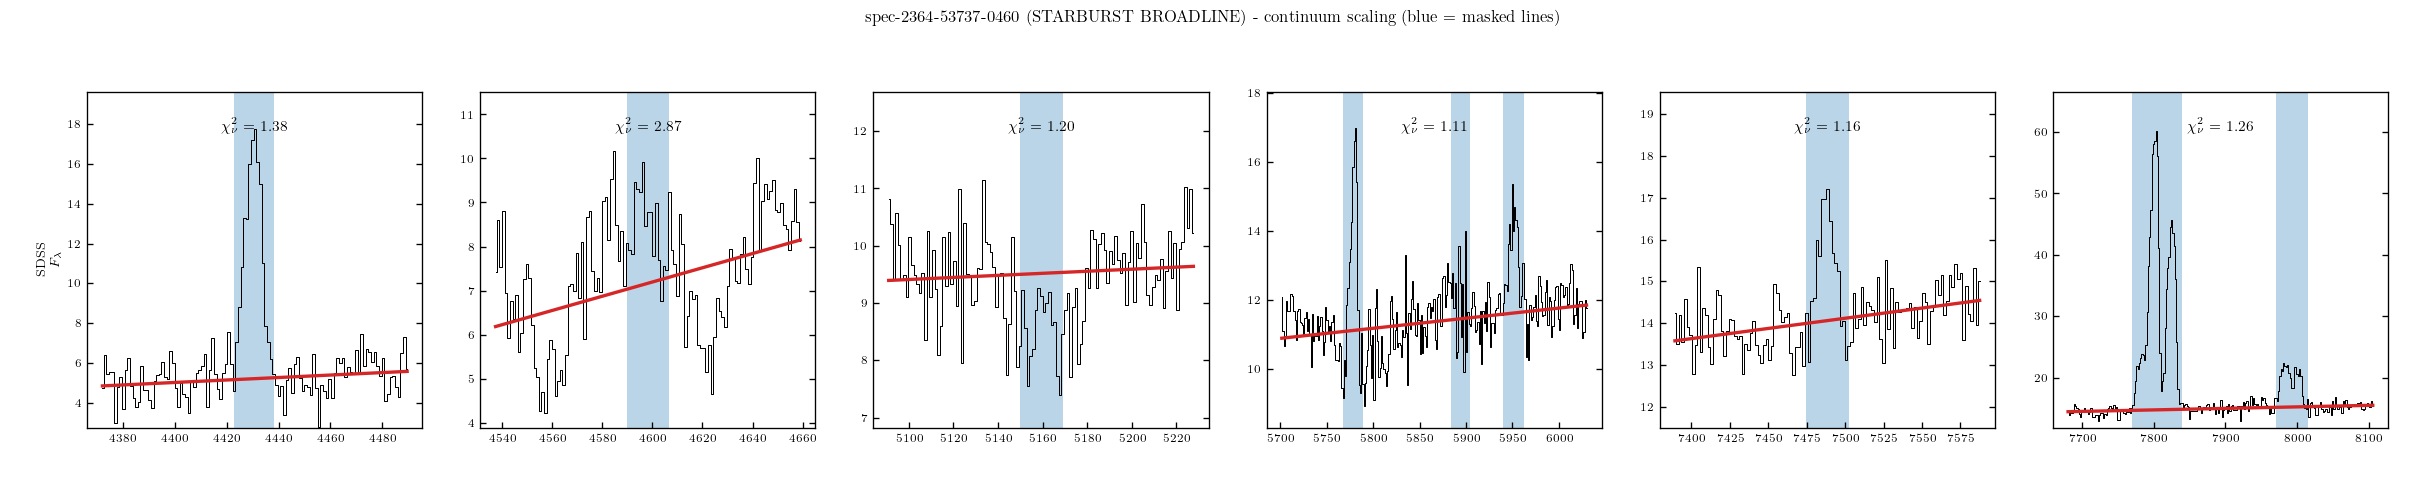 spec-2364-53737-0460 (STARBURST BROADLINE) - continuum scaling (blue = masked lines)
SDSS
Fλ
χ²ν = 1.38
18
16
14
12
10
8
6
4
4380 4400 4420 4440 4460 4480
χ²ν = 2.87
11
10
9
8
7
6
5
4
4540 4560 4580 4600 4620 4640 4660
χ²ν = 1.20
12
11
10
9
8
7
5100 5120 5140 5160 5180 5200 5220
χ²ν = 1.11
18
16
14
12
10
5700 5750 5800 5850 5900 5950 6000
χ²ν = 1.16
19
18
17
16
15
14
13
12
7400 7425 7450 7475 7500 7525 7550 7575
χ²ν = 1.26
60
50
40
30
20
7700 7800 7900 8000 8100